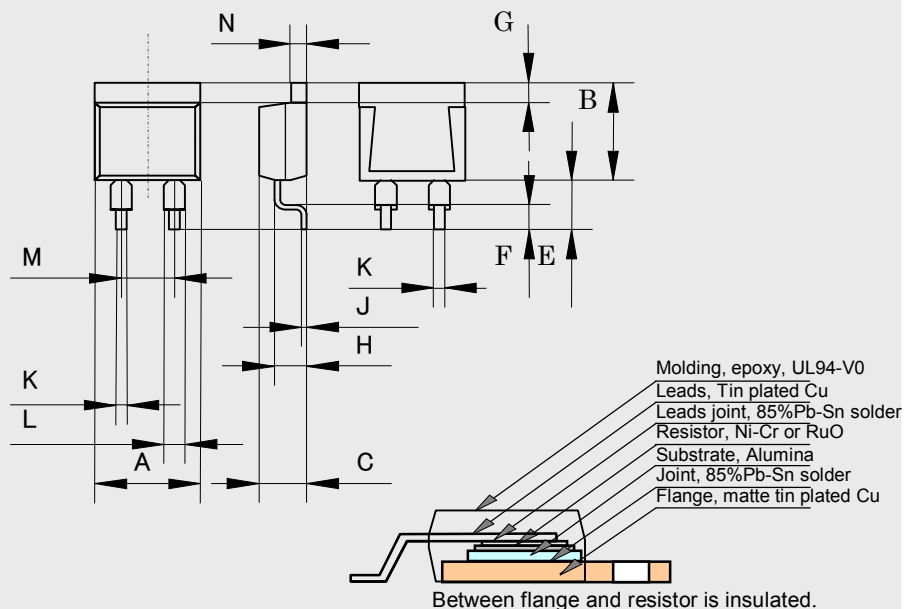 N
G
B
M
F
E
K
J
H
K
L
A
C
Molding, epoxy, UL94-V0
Leads, Tin plated Cu
Leads joint, 85%Pb-Sn solder
Resistor, Ni-Cr or RuO
Substrate, Alumina
Joint, 85%Pb-Sn solder
Flange, matte tin plated Cu
Between flange and resistor is insulated.